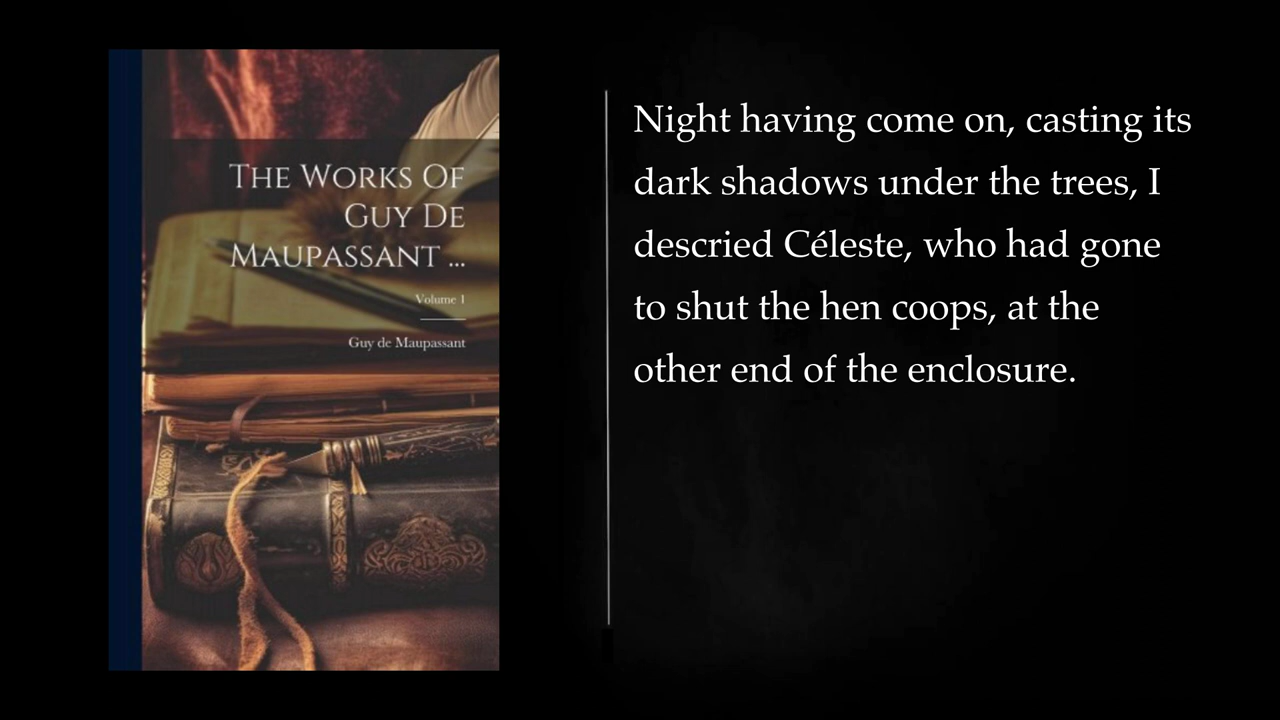 The Works Of
Guy De
Maupassant ...
Volume 1
Guy de Maupassant
Night having come on, casting its
dark shadows under the trees, I
descried Céleste, who had gone
to shut the hen coops, at the
other end of the enclosure.